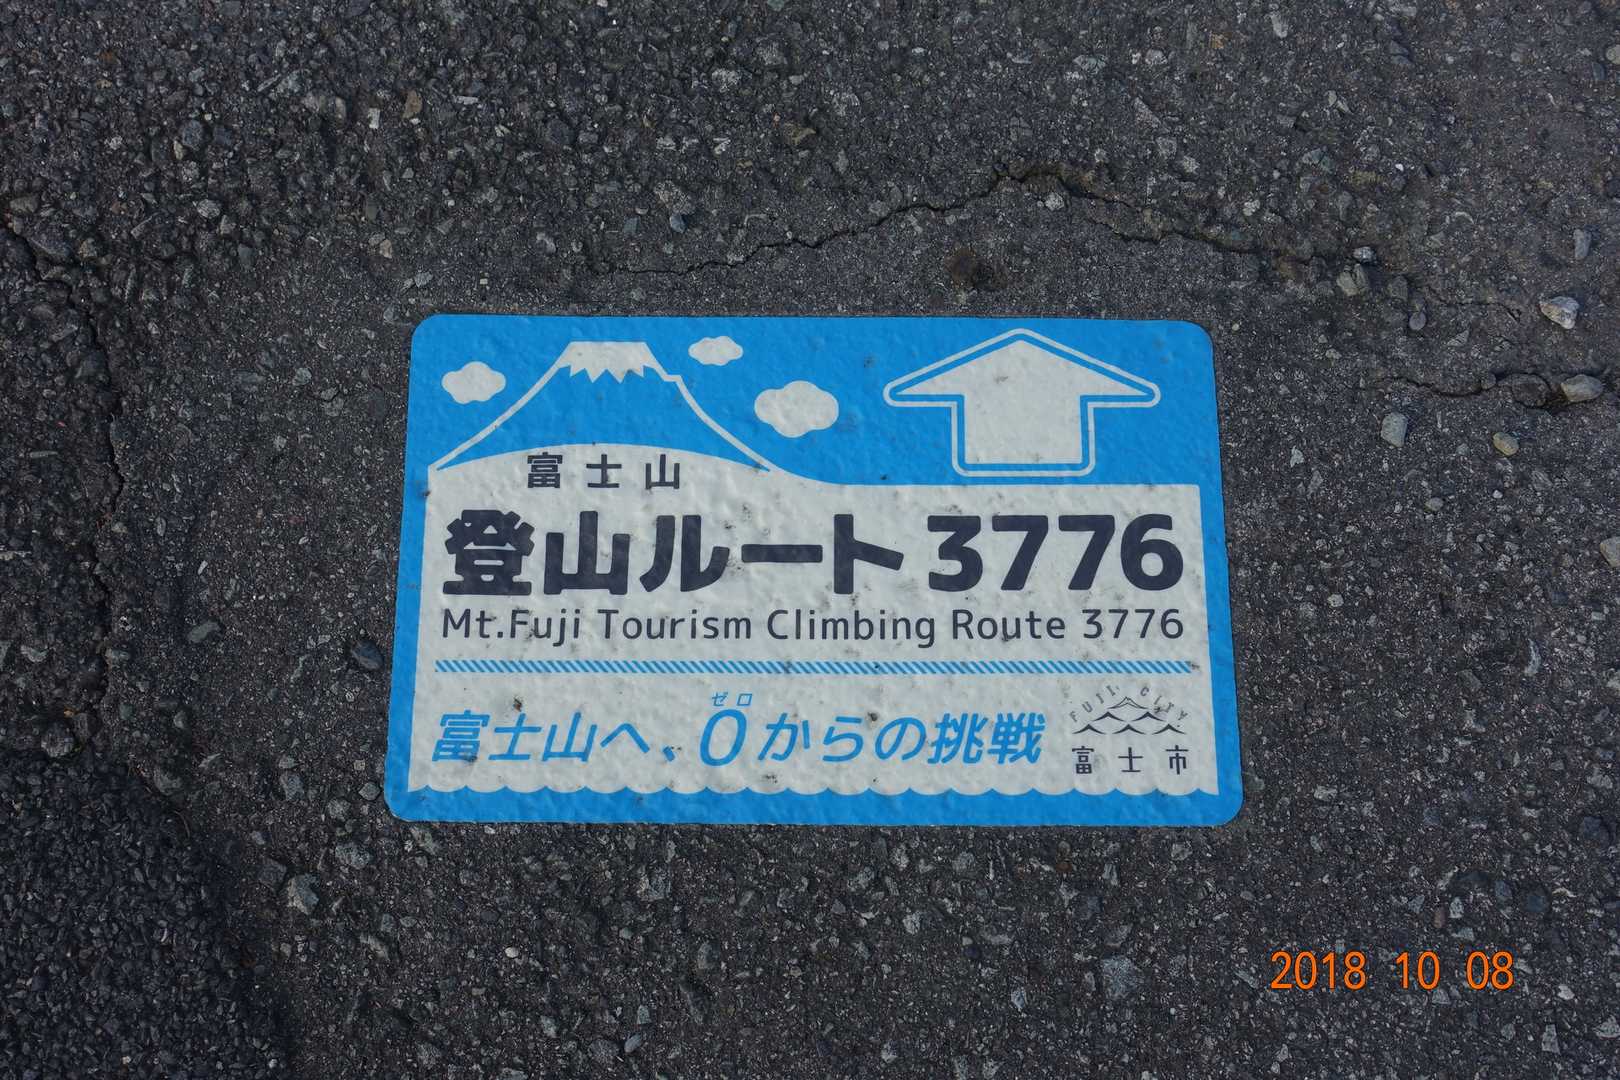 富士山
登山ルート3776
Mt.Fuji Tourism Climbing Route 3776
ゼロ
富士山へ、0からの挑戦
FUJI CITY
富士市
2018 10 08